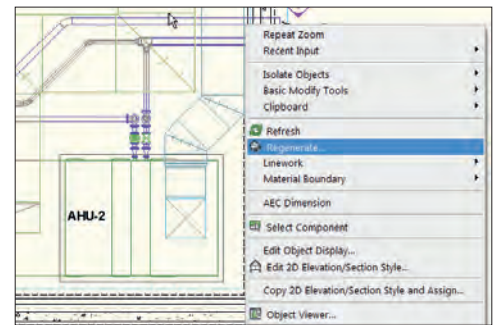 AHU-2
Repeat Zoom
Recent Input
Isolate Objects
Basic Modify Tools
Clipboard
Refresh
Regenerate...
Linework
Material Boundary
AEC Dimension
Select Component
Edit Object Display...
Edit 2D Elevation/Section Style...
Copy 2D Elevation/Section Style and Assign...
Object Viewer...